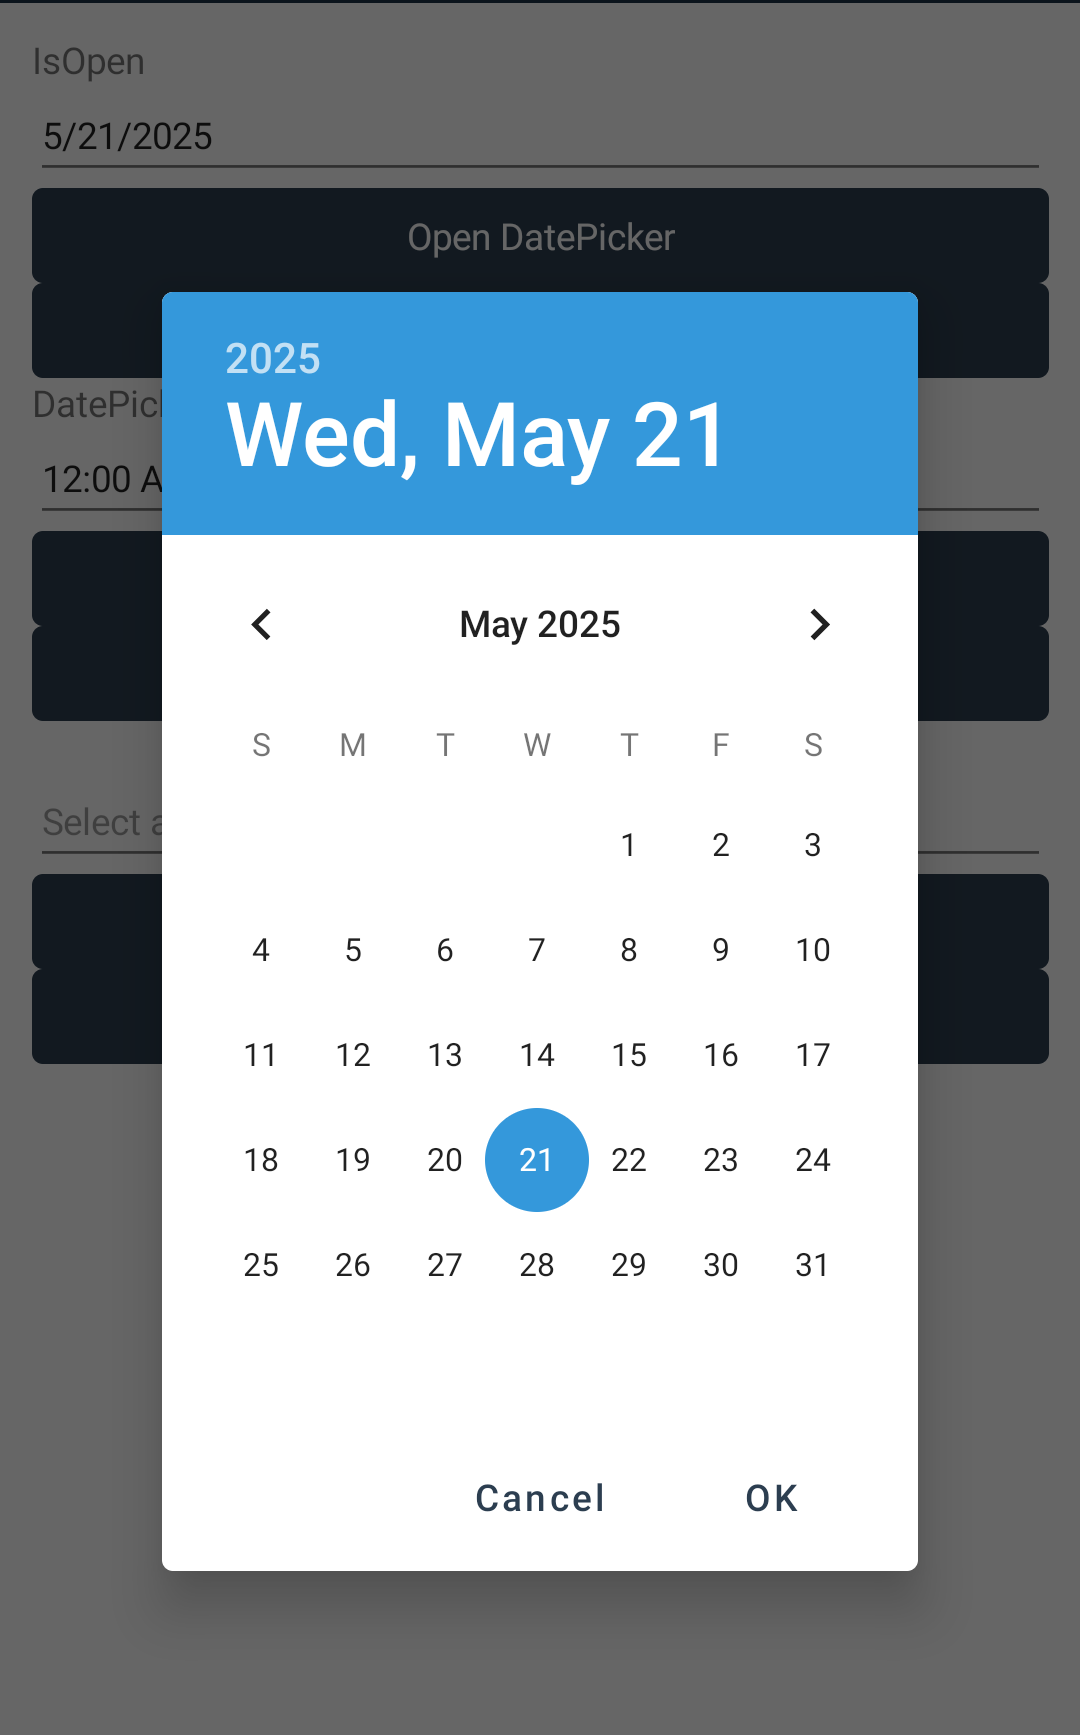 IsOpen
5/21/2025
Open DatePicker
2025
Wed, May 21
May 2025
S M T W T F S
1 2 3
4 5 6 7 8 9 10
11 12 13 14 15 16 17
18 19 20 21 22 23 24
25 26 27 28 29 30 31
Cancel OK
DatePic
12:00 A
Select a